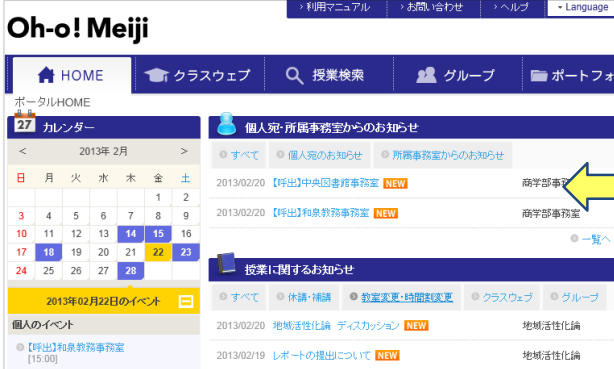 利用マニュアル お問い合わせ ヘルプ Language
Oh-o! Meiji
HOME クラスウェブ 授業検索 グループ ポートフォ
ポータルHOME
27 カレンダー
< 2013年 2月 >
日 月 火 水 木 金 土
1 2
3 4 5 6 7 8 9
10 11 12 13 14 15 16
17 18 19 20 21 22 23
24 25 26 27 28
2013年02月22日のイベント
個人のイベント
【呼出】和泉教務事務室
[15:00]
個人宛・所属事務室からのお知らせ
すべて 個人宛のお知らせ 所属事務室からのお知らせ
2013/02/20 【呼出】中央図書館事務室 NEW 商学部事
2013/02/20 【呼出】和泉教務事務室 NEW 商学部事務室
一覧へ
授業に関するお知らせ
すべて 休講・補講 教室変更・時間割変更 クラスウェブ グループ
2013/02/20 地域活性化論 ディスカッション NEW 地域活性化論
2013/02/19 レポートの提出について NEW 地域活性化論